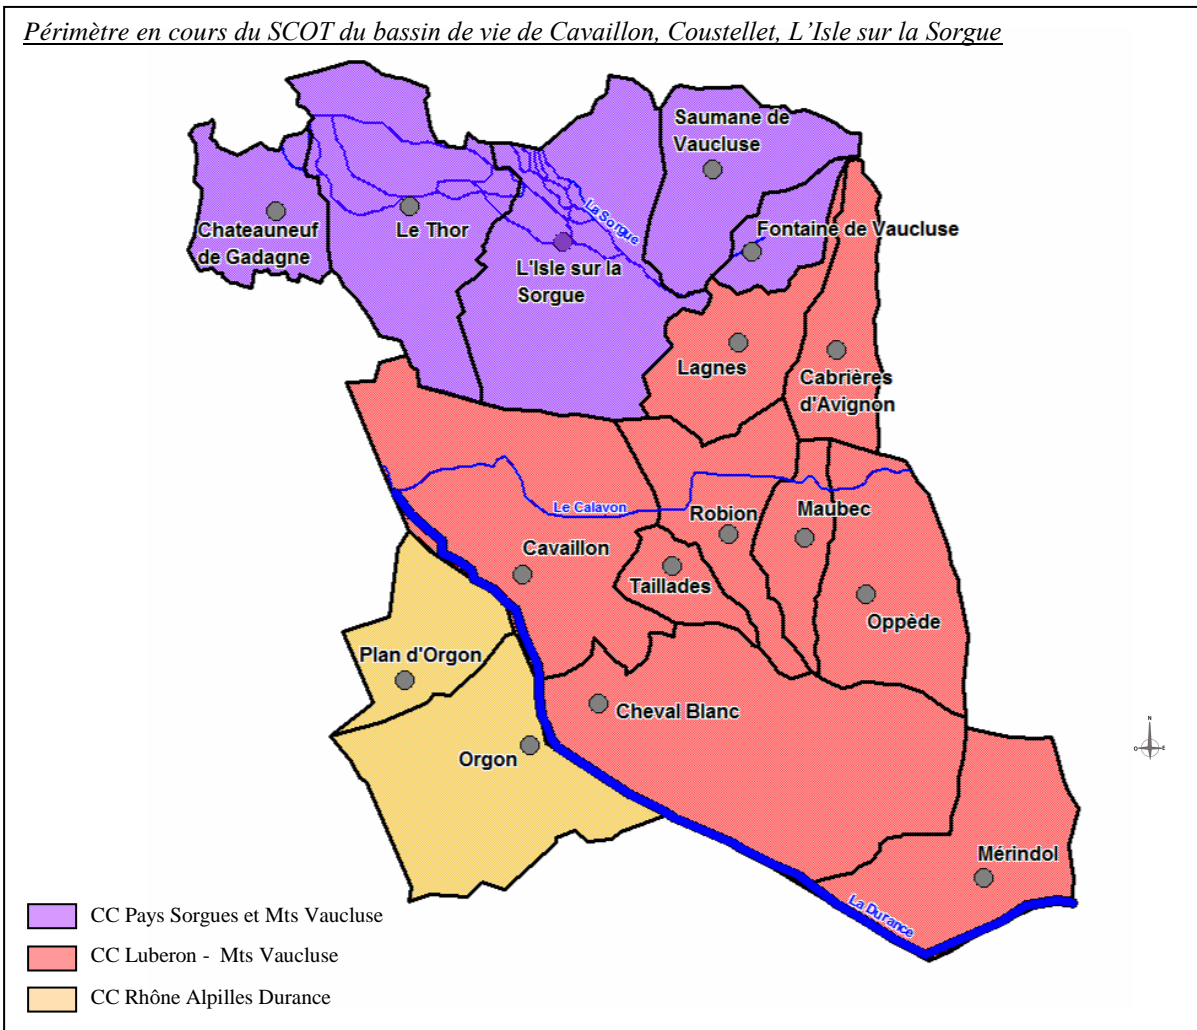 Périmètre en cours du SCOT du bassin de vie de Cavaillon, Coustellet, L'Isle sur la Sorgue
Saumane de
Vaucluse
La Sorgue
Chateauneuf
de Gadagne
Le Thor
Fontaine de Vaucluse
L'Isle sur la
Sorgue
Lagnes
Cabrières
d'Avignon
Le Calavon
Robion
Maubec
Cavaillon
Taillades
Oppède
Plan d'Orgon
Cheval Blanc
Orgon
N
O E
Mérindol
La Durance
CC Pays Sorgues et Mts Vaucluse
CC Luberon - Mts Vaucluse
CC Rhône Alpilles Durance